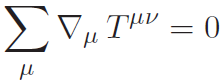 ∑_μ ∇_μ T^{μν} = 0